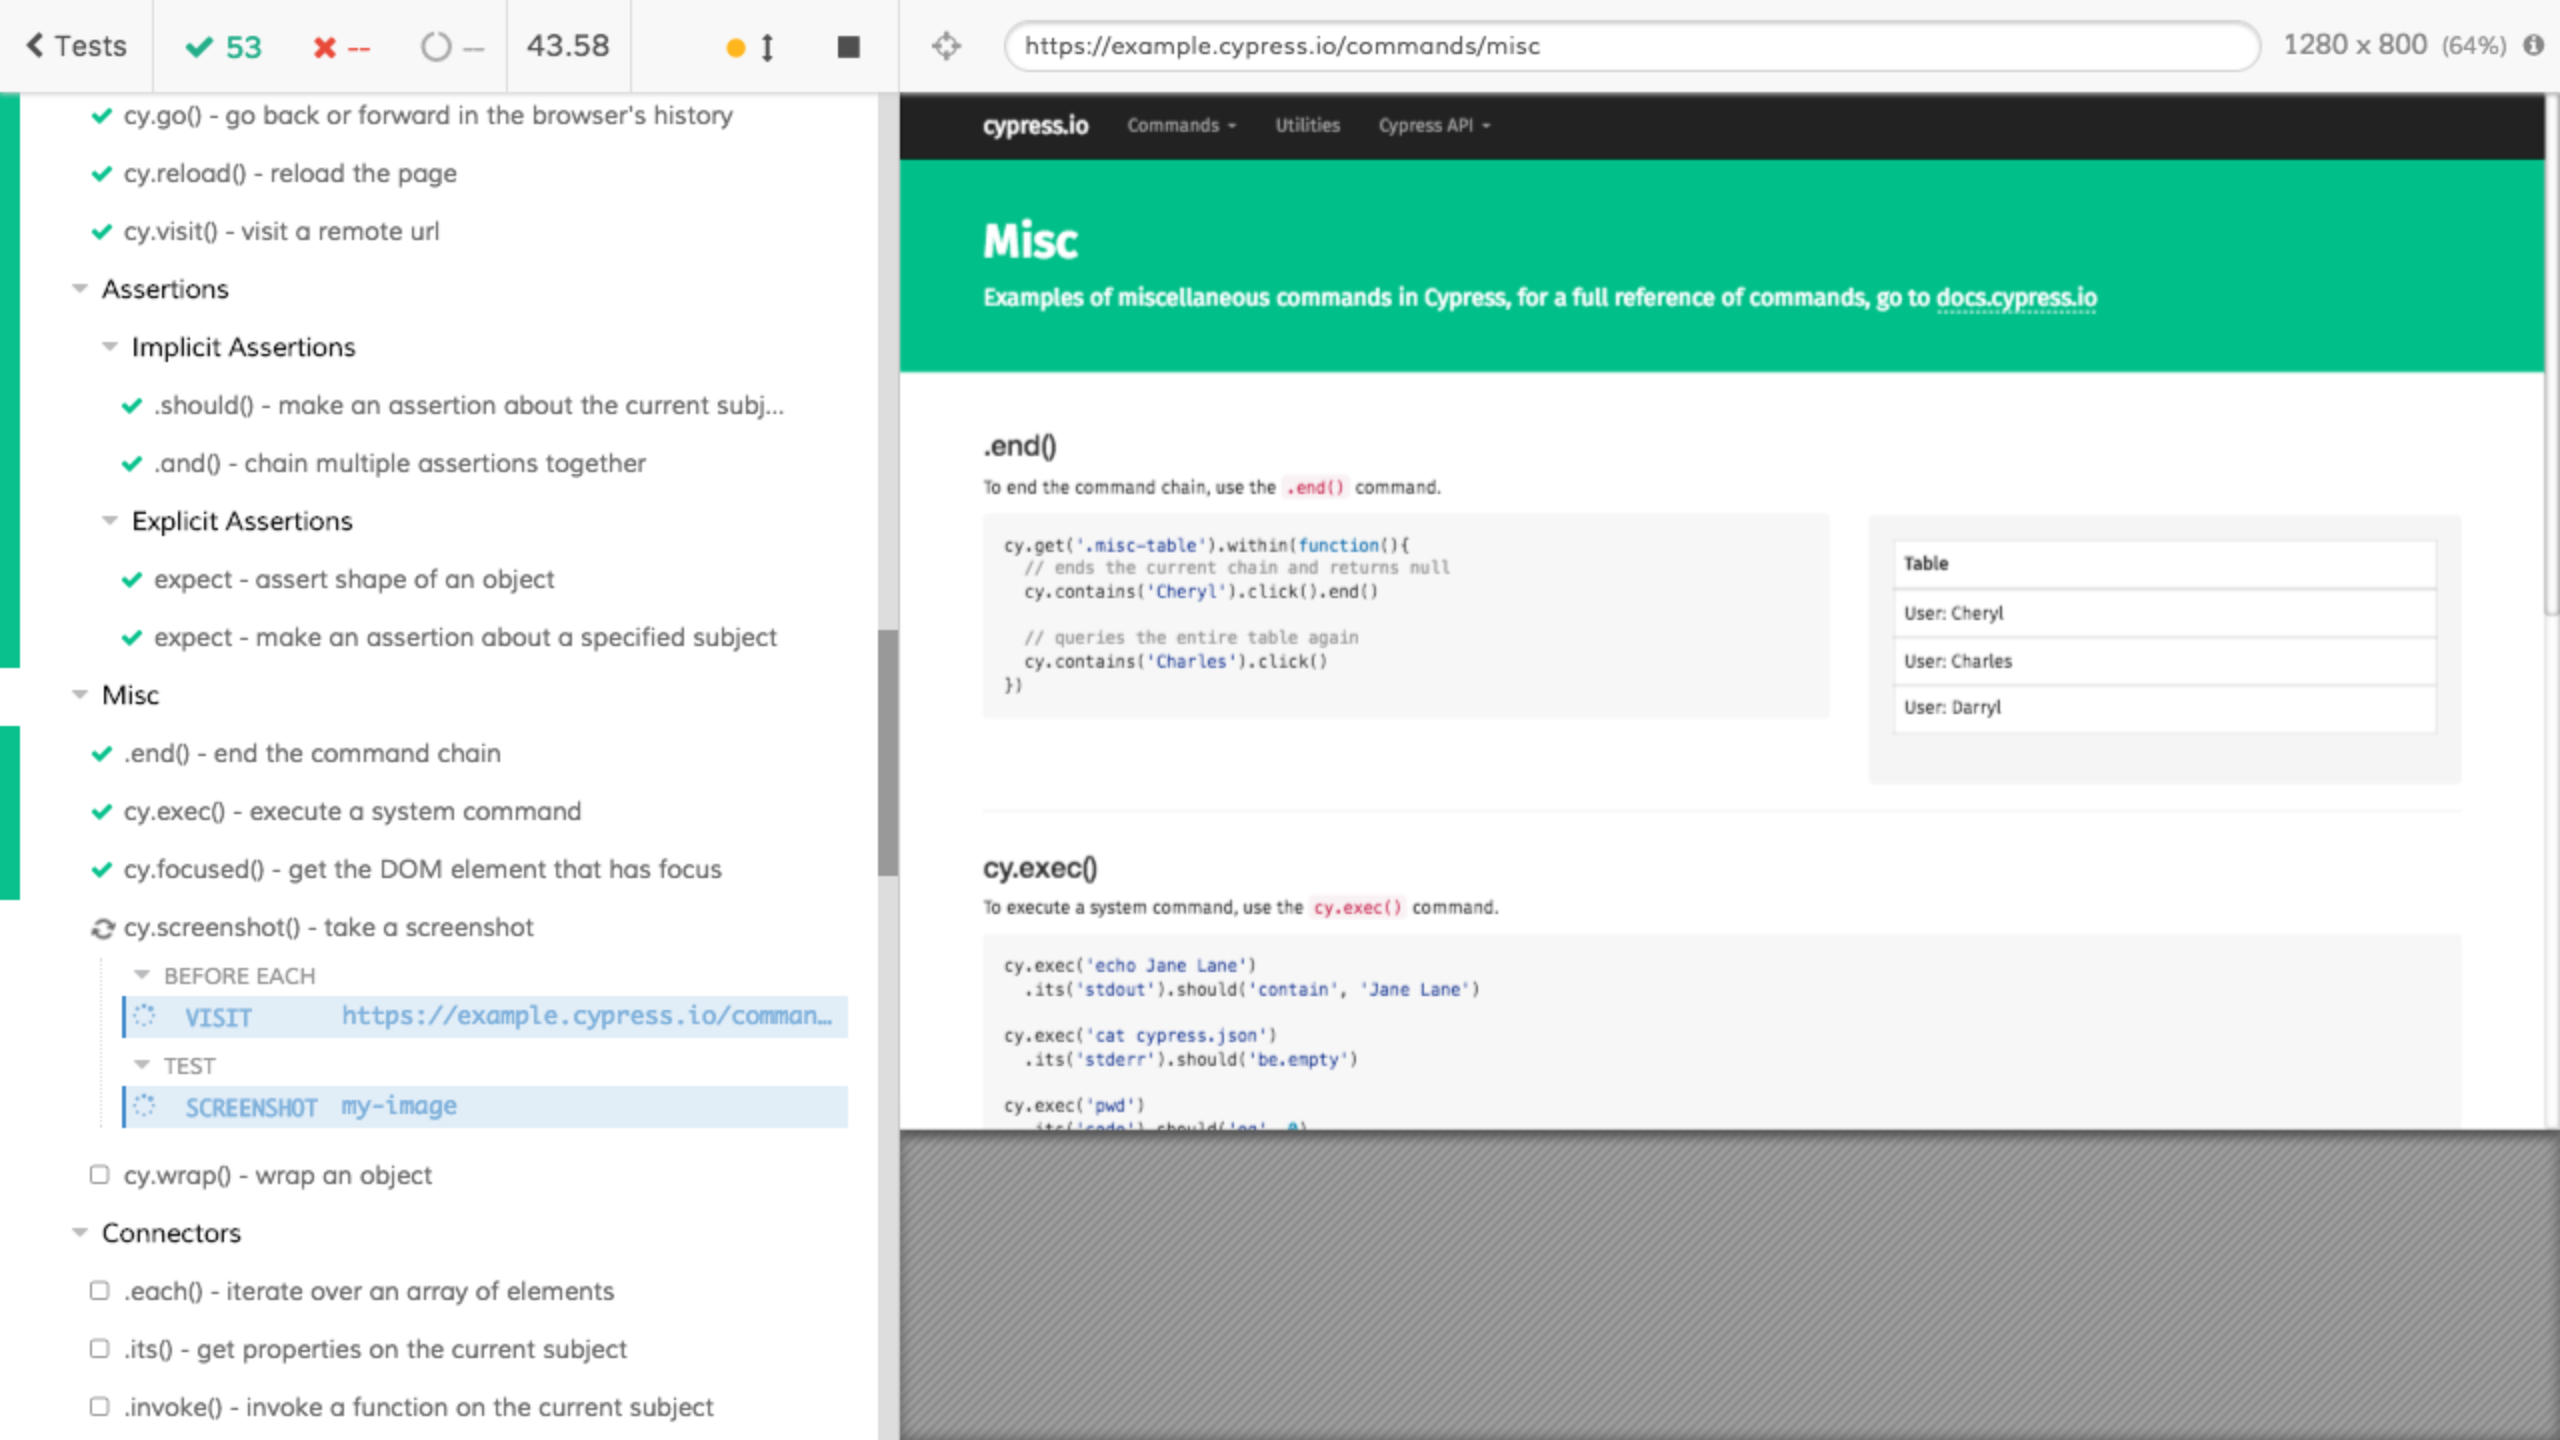 Tests
53
--
--
43.58
https://example.cypress.io/commands/misc
1280 x 800 (64%)
cy.go() - go back or forward in the browser's history
cy.reload() - reload the page
cy.visit() - visit a remote url
Assertions
Implicit Assertions
.should() - make an assertion about the current subj...
.and() - chain multiple assertions together
Explicit Assertions
expect - assert shape of an object
expect - make an assertion about a specified subject
Misc
.end() - end the command chain
cy.exec() - execute a system command
cy.focused() - get the DOM element that has focus
cy.screenshot() - take a screenshot
BEFORE EACH
VISIT https://example.cypress.io/comman...
TEST
SCREENSHOT my-image
cy.wrap() - wrap an object
Connectors
.each() - iterate over an array of elements
.its() - get properties on the current subject
.invoke() - invoke a function on the current subject
cypress.io Commands Utilities Cypress API
Misc
Examples of miscellaneous commands in Cypress, for a full reference of commands, go to docs.cypress.io
.end()
To end the command chain, use the .end() command.
cy.get('.misc-table').within(function(){
// ends the current chain and returns null
cy.contains('Cheryl').click().end()
// queries the entire table again
cy.contains('Charles').click()
})
Table
User: Cheryl
User: Charles
User: Darryl
cy.exec()
To execute a system command, use the cy.exec() command.
cy.exec('echo Jane Lane')
.its('stdout').should('contain', 'Jane Lane')
cy.exec('cat cypress.json')
.its('stderr').should('be.empty')
cy.exec('pwd')
.its('code').should('eq', 0)